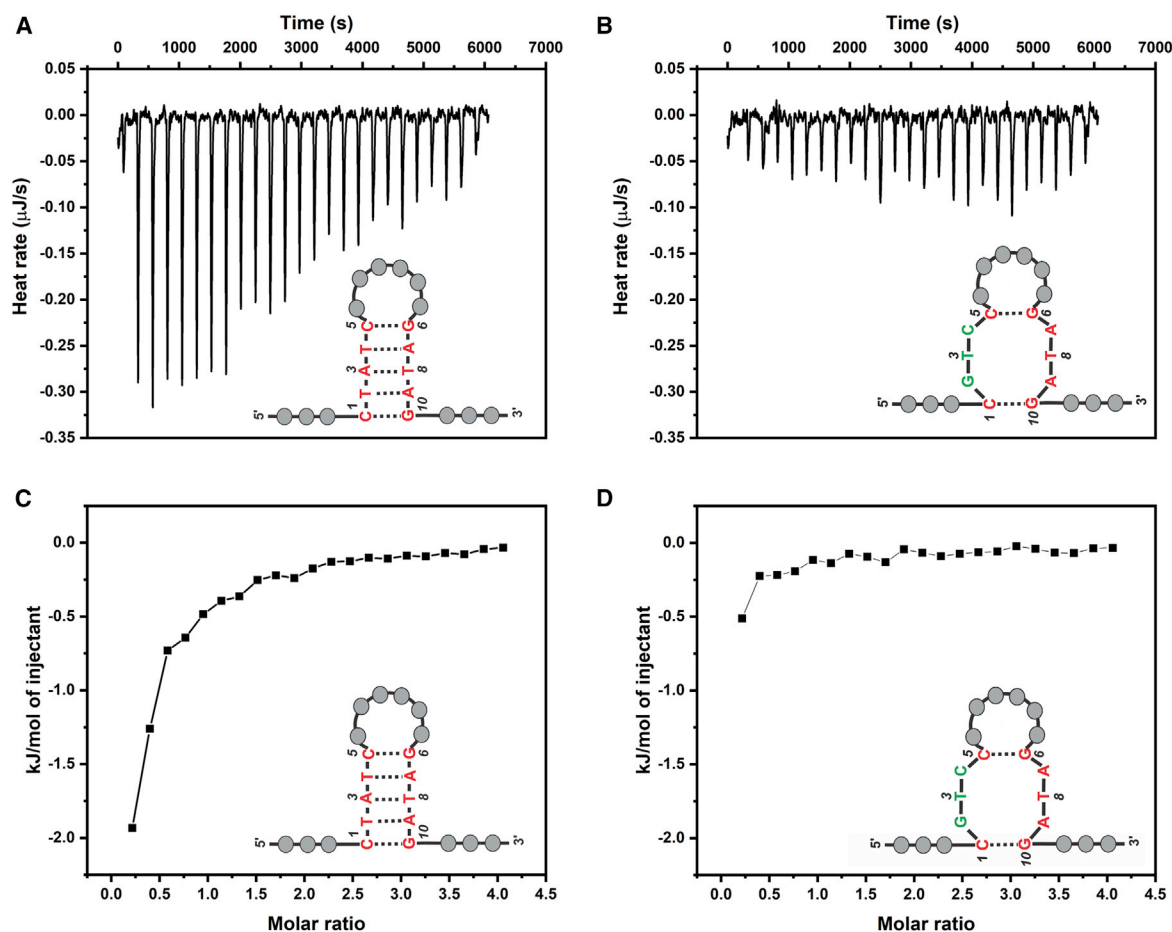 A
Time (s)
0 1000 2000 3000 4000 5000 6000 7000
Heat rate (μJ/s)
0.05
0.00
-0.05
-0.10
-0.15
-0.20
-0.25
-0.30
-0.35
5 C G 6
T A
3 A T 8
T A
1 C G 10
5' 3'
B
Time (s)
0 1000 2000 3000 4000 5000 6000 7000
Heat rate (μJ/s)
0.05
0.00
-0.05
-0.10
-0.15
-0.20
-0.25
-0.30
-0.35
5 C G 6
C A
3 T T 8
G A
C G
5' 3'
1 10
C
kJ/mol of injectant
0.0
-0.5
-1.0
-1.5
-2.0
5 C G 6
T A
3 A T 8
T A
1 C G 10
5' 3'
0.0 0.5 1.0 1.5 2.0 2.5 3.0 3.5 4.0 4.5
Molar ratio
D
kJ/mol of injectant
0.0
-0.5
-1.0
-1.5
-2.0
5 C G 6
C A
3 T T 8
G A
C G
5' 3'
1 10
0.0 0.5 1.0 1.5 2.0 2.5 3.0 3.5 4.0 4.5
Molar ratio